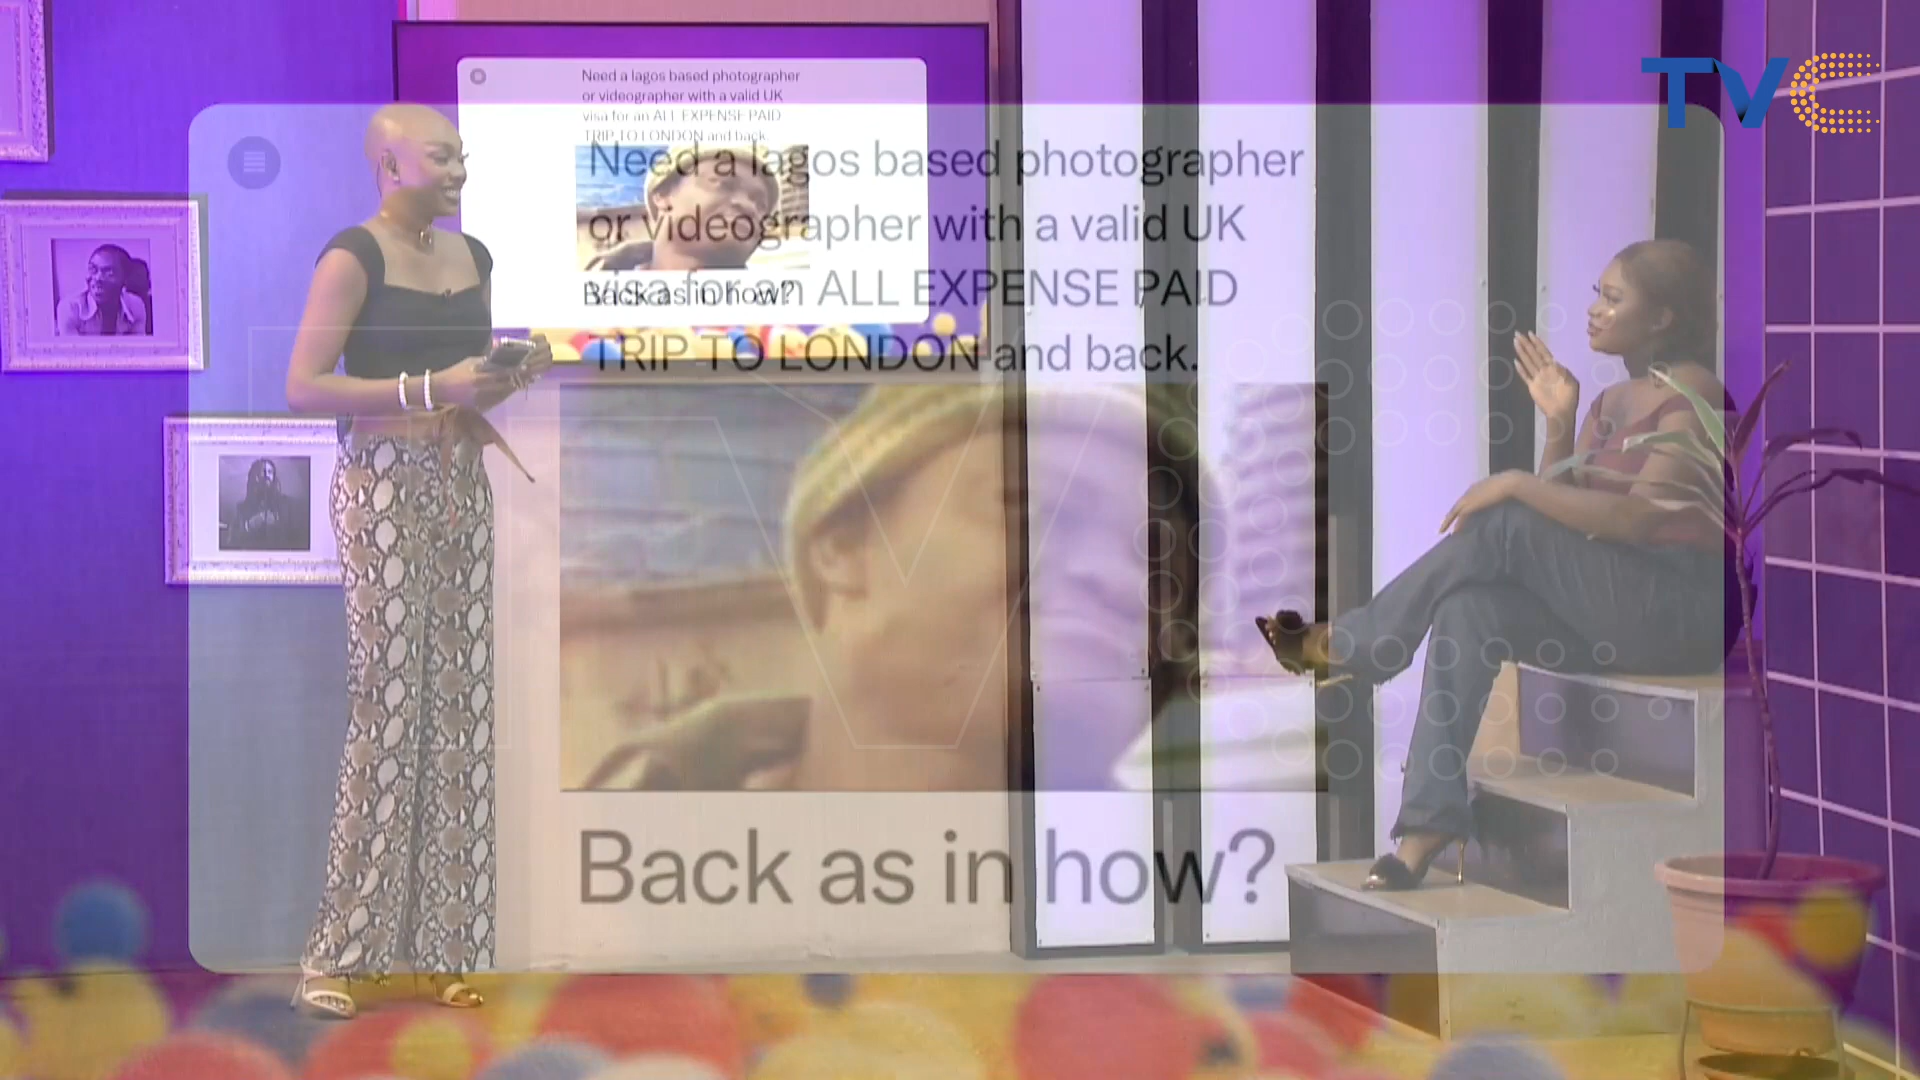 TVC
Need a lagos based photographer
or videographer with a valid UK
visa for an ALL EXPENSE PAID
TRIP TO LONDON and back.
Back as in how?
Need a lagos based photographer
or videographer with a valid UK
visa for an ALL EXPENSE PAID
TRIP TO LONDON and back.
Back as in how?